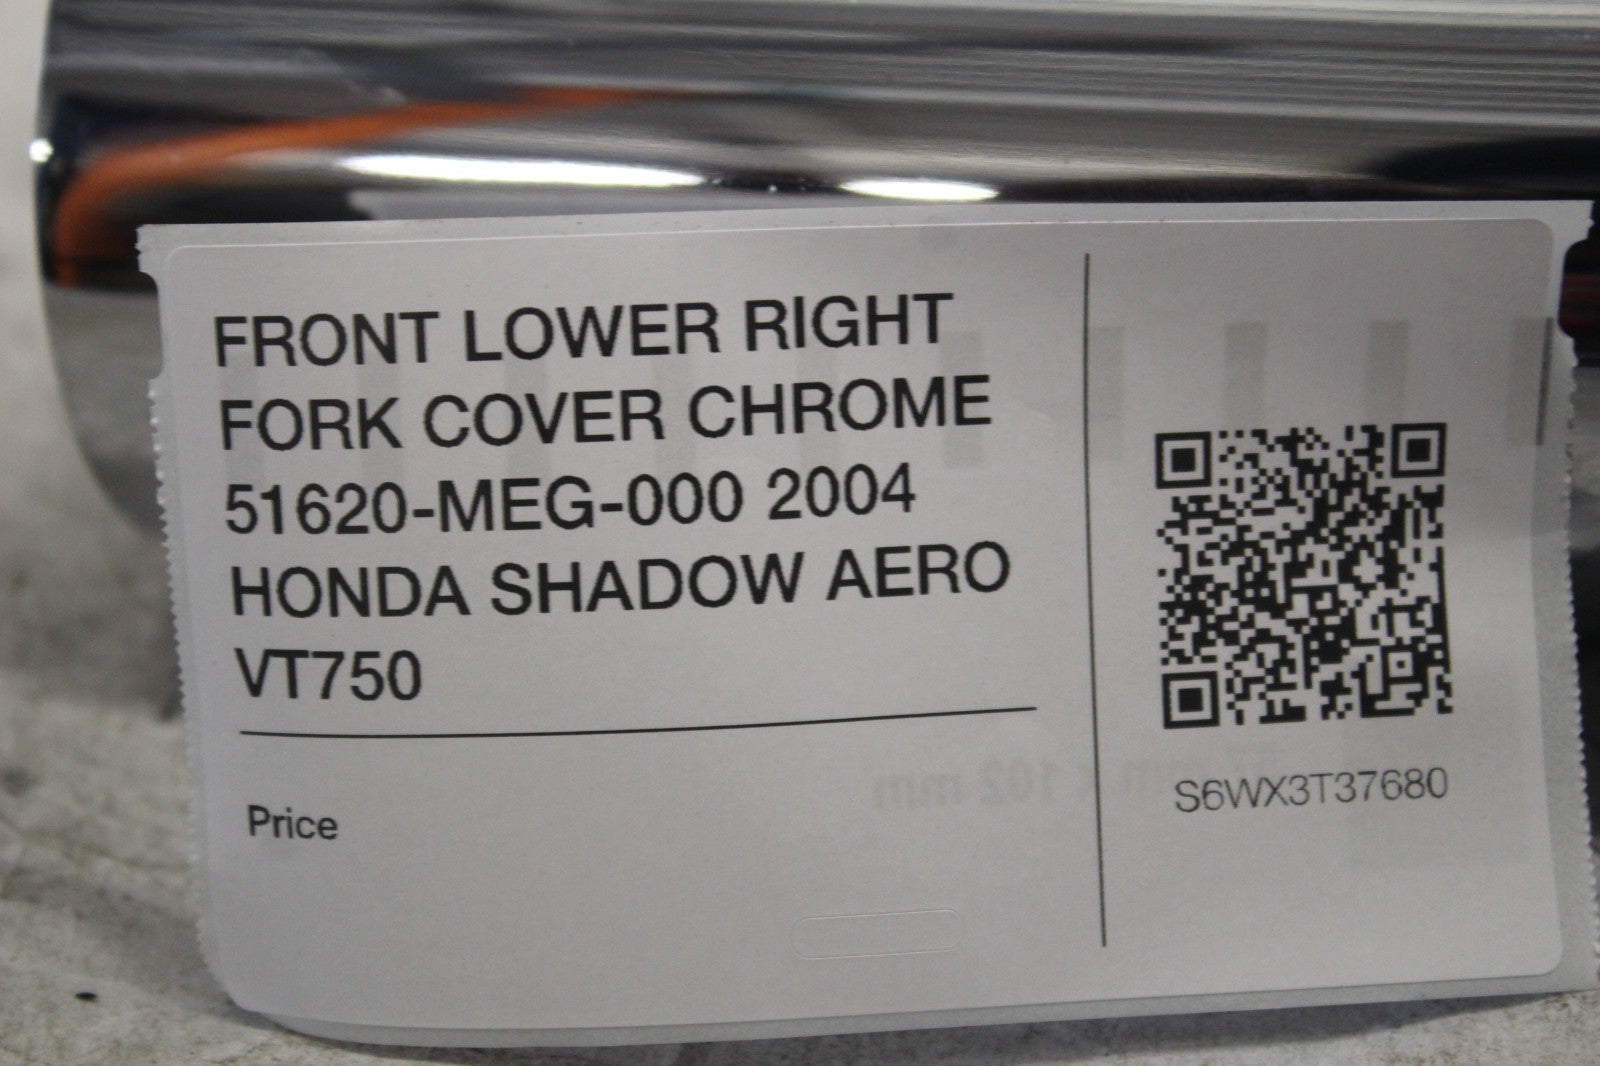 FRONT LOWER RIGHT
FORK COVER CHROME
51620-MEG-000 2004
HONDA SHADOW AERO
VT750
Price
S6WX3T37680